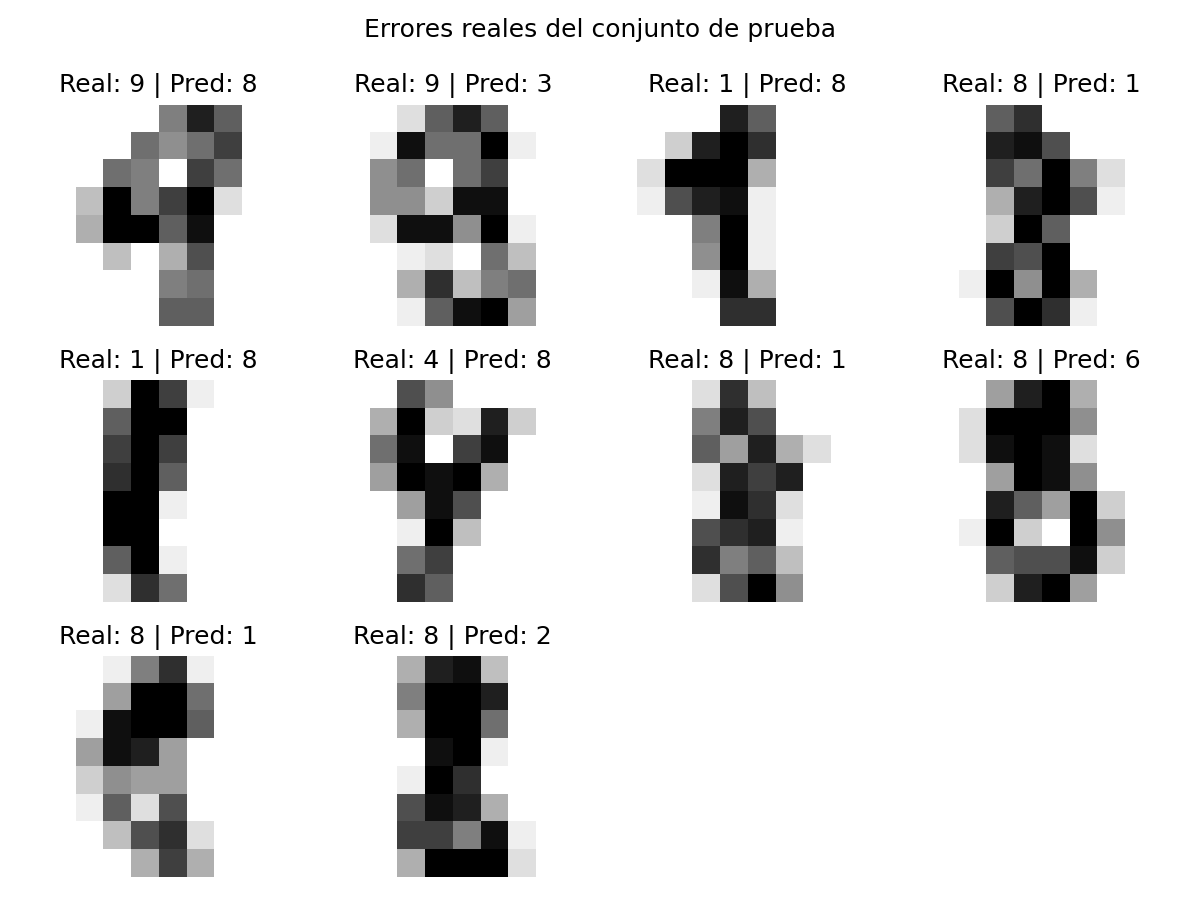 Errores reales del conjunto de prueba
Real: 9 | Pred: 8
Real: 9 | Pred: 3
Real: 1 | Pred: 8
Real: 8 | Pred: 1
Real: 1 | Pred: 8
Real: 4 | Pred: 8
Real: 8 | Pred: 1
Real: 8 | Pred: 6
Real: 8 | Pred: 1
Real: 8 | Pred: 2